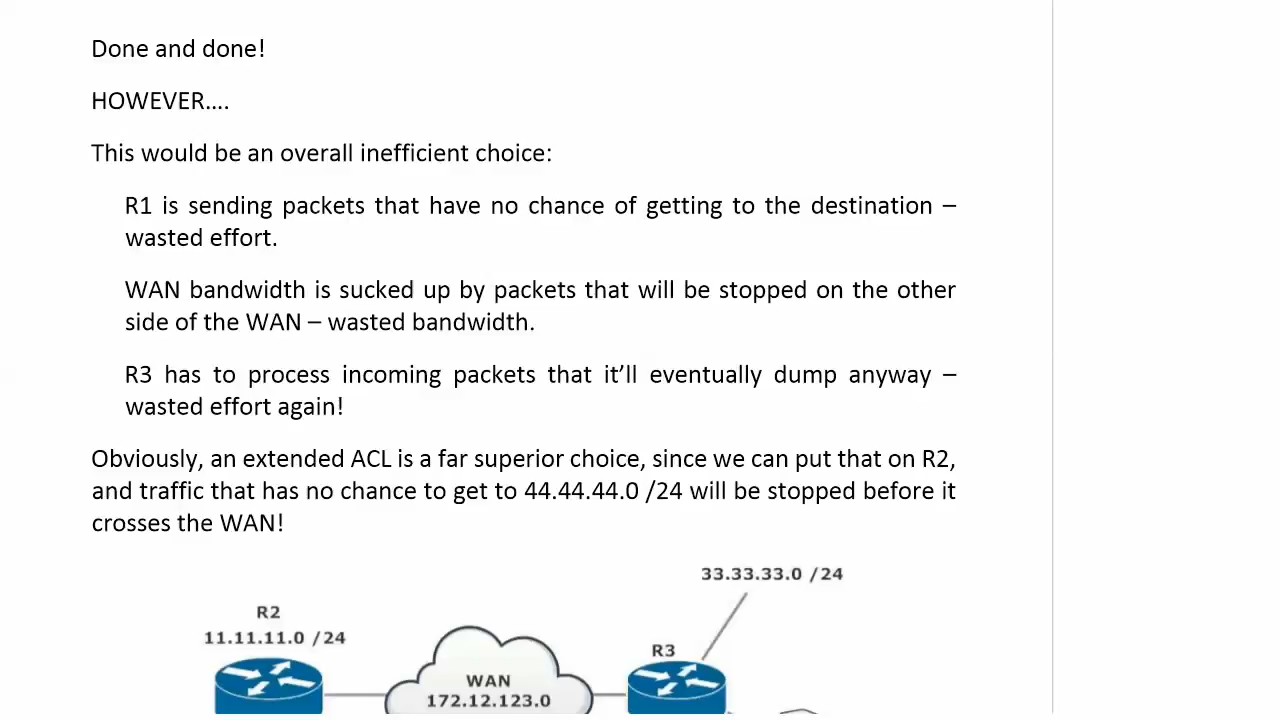 Done and done!
HOWEVER….
This would be an overall inefficient choice:
R1 is sending packets that have no chance of getting to the destination –
wasted effort.
WAN bandwidth is sucked up by packets that will be stopped on the other
side of the WAN – wasted bandwidth.
R3 has to process incoming packets that it’ll eventually dump anyway –
wasted effort again!
Obviously, an extended ACL is a far superior choice, since we can put that on R2,
and traffic that has no chance to get to 44.44.44.0 /24 will be stopped before it
crosses the WAN!
33.33.33.0 /24
R2
11.11.11.0 /24
R3
WAN
172.12.123.0